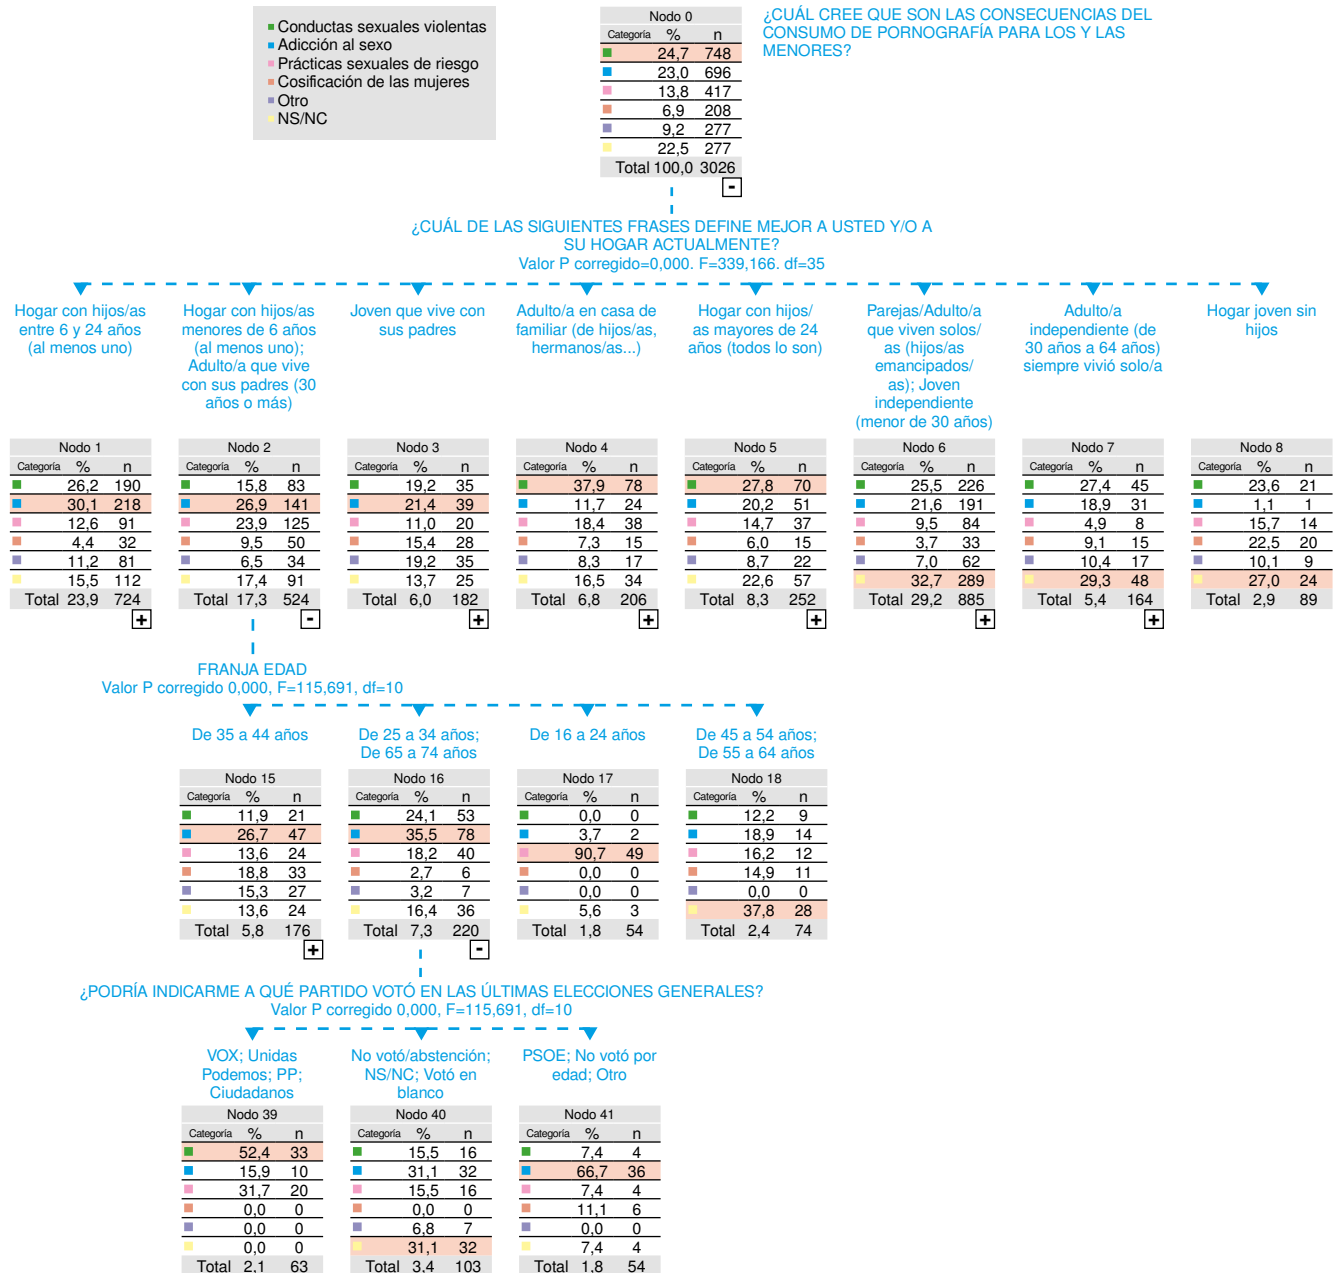 Conductas sexuales violentas
Adicción al sexo
Prácticas sexuales de riesgo
Cosificación de las mujeres
Otro
NS/NC
Nodo 0
Categoría % n
24,7 748
23,0 696
13,8 417
6,9 208
9,2 277
22,5 277
Total 100,0 3026
-
¿CUÁL CREE QUE SON LAS CONSECUENCIAS DEL
CONSUMO DE PORNOGRAFÍA PARA LOS Y LAS
MENORES?
¿CUÁL DE LAS SIGUIENTES FRASES DEFINE MEJOR A USTED Y/O A
SU HOGAR ACTUALMENTE?
Valor P corregido=0,000. F=339,166. df=35
Hogar con hijos/as
entre 6 y 24 años
(al menos uno)
Hogar con hijos/as
menores de 6 años
(al menos uno);
Adulto/a que vive
con sus padres (30
años o más)
Joven que vive con
sus padres
Adulto/a en casa de
familiar (de hijos/as,
hermanos/as...)
Hogar con hijos/
as mayores de 24
años (todos lo son)
Parejas/Adulto/a
que viven solos/
as (hijos/as
emancipados/
as); Joven
independiente
(menor de 30 años)
Adulto/a
independiente (de
30 años a 64 años)
siempre vivió solo/a
Hogar joven sin
hijos
Nodo 1
Categoría % n
26,2 190
30,1 218
12,6 91
4,4 32
11,2 81
15,5 112
Total 23,9 724
+
Nodo 2
Categoría % n
15,8 83
26,9 141
23,9 125
9,5 50
6,5 34
17,4 91
Total 17,3 524
-
Nodo 3
Categoría % n
19,2 35
21,4 39
11,0 20
15,4 28
19,2 35
13,7 25
Total 6,0 182
+
Nodo 4
Categoría % n
37,9 78
11,7 24
18,4 38
7,3 15
8,3 17
16,5 34
Total 6,8 206
+
Nodo 5
Categoría % n
27,8 70
20,2 51
14,7 37
6,0 15
8,7 22
22,6 57
Total 8,3 252
+
Nodo 6
Categoría % n
25,5 226
21,6 191
9,5 84
3,7 33
7,0 62
32,7 289
Total 29,2 885
+
Nodo 7
Categoría % n
27,4 45
18,9 31
4,9 8
9,1 15
10,4 17
29,3 48
Total 5,4 164
+
Nodo 8
Categoría % n
23,6 21
1,1 1
15,7 14
22,5 20
10,1 9
27,0 24
Total 2,9 89
FRANJA EDAD
Valor P corregido 0,000, F=115,691, df=10
De 35 a 44 años
De 25 a 34 años;
De 65 a 74 años
De 16 a 24 años
De 45 a 54 años;
De 55 a 64 años
Nodo 15
Categoría % n
11,9 21
26,7 47
13,6 24
18,8 33
15,3 27
13,6 24
Total 5,8 176
+
Nodo 16
Categoría % n
24,1 53
35,5 78
18,2 40
2,7 6
3,2 7
16,4 36
Total 7,3 220
-
Nodo 17
Categoría % n
0,0 0
3,7 2
90,7 49
0,0 0
0,0 0
5,6 3
Total 1,8 54
Nodo 18
Categoría % n
12,2 9
18,9 14
16,2 12
14,9 11
0,0 0
37,8 28
Total 2,4 74
¿PODRÍA INDICARME A QUÉ PARTIDO VOTÓ EN LAS ÚLTIMAS ELECCIONES GENERALES?
Valor P corregido 0,000, F=115,691, df=10
VOX; Unidas
Podemos; PP;
Ciudadanos
No votó/abstención;
NS/NC; Votó en
blanco
PSOE; No votó por
edad; Otro
Nodo 39
Categoría % n
52,4 33
15,9 10
31,7 20
0,0 0
0,0 0
0,0 0
Total 2,1 63
Nodo 40
Categoría % n
15,5 16
31,1 32
15,5 16
0,0 0
6,8 7
31,1 32
Total 3,4 103
Nodo 41
Categoría % n
7,4 4
66,7 36
7,4 4
11,1 6
0,0 0
7,4 4
Total 1,8 54